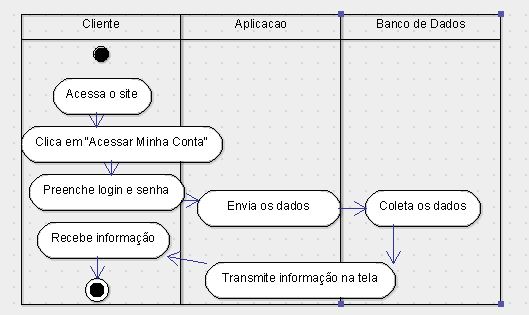 Cliente
Aplicacao
Banco de Dados
Acessa o site
Clica em "Acessar Minha Conta"
Preenche login e senha
Envia os dados
Coleta os dados
Recebe informação
Transmite informação na tela